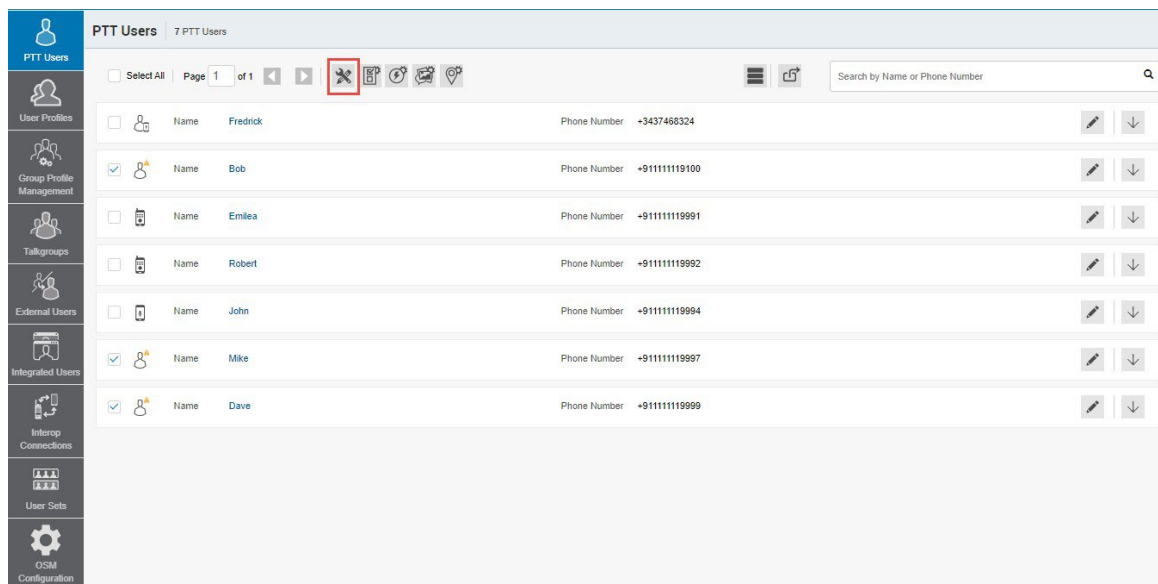 PTT Users
User Profiles
Group Profile
Management
Talkgroups
External Users
Integrated Users
Interop
Connections
User Sets
OSM
Configuration
PTT Users 7 PTT Users
Select All Page 1 of 1 Search by Name or Phone Number
Name Fredrick Phone Number +3437468324
Name Bob Phone Number +911111119100
Name Emilea Phone Number +911111119991
Name Robert Phone Number +911111119992
Name John Phone Number +911111119994
Name Mike Phone Number +911111119997
Name Dave Phone Number +911111119999